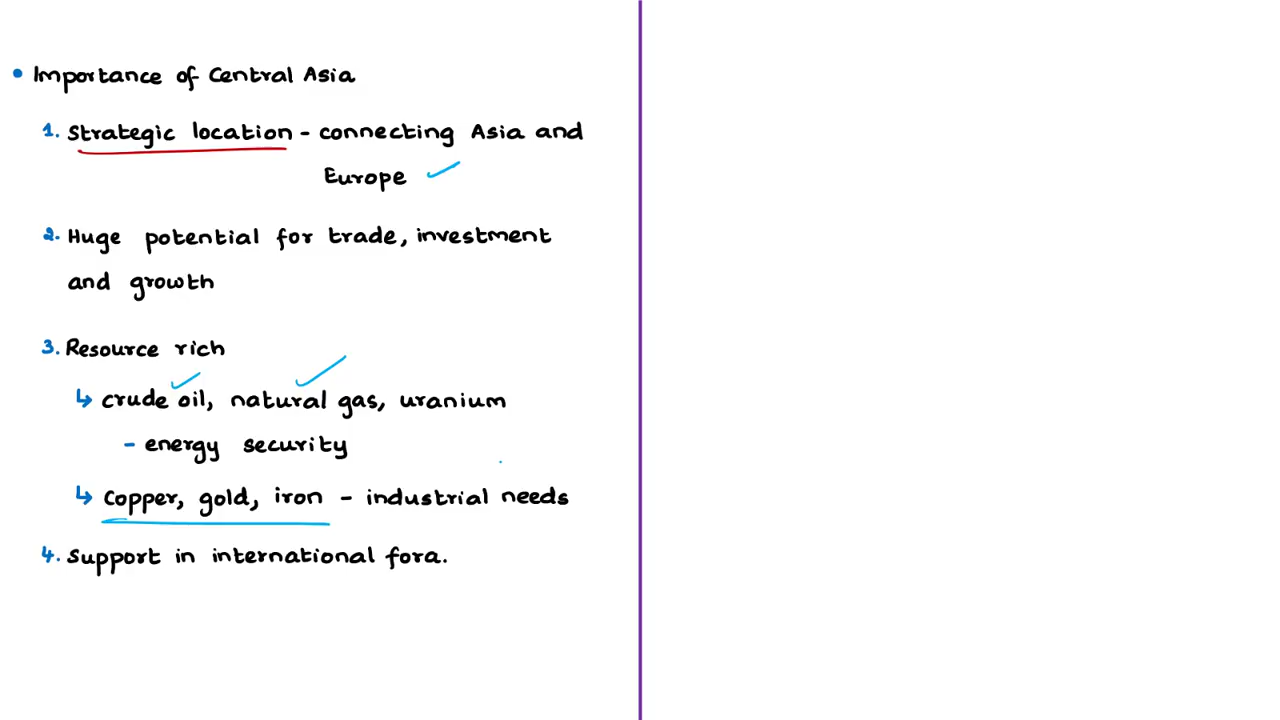 • Importance of Central Asia
1. Strategic location - connecting Asia and
Europe ✓
2. Huge potential for trade, investment
and growth
3. Resource rich
↳ crude oil, natural gas, uranium
- energy security
↳ Copper, gold, iron - industrial needs
4. Support in international fora.